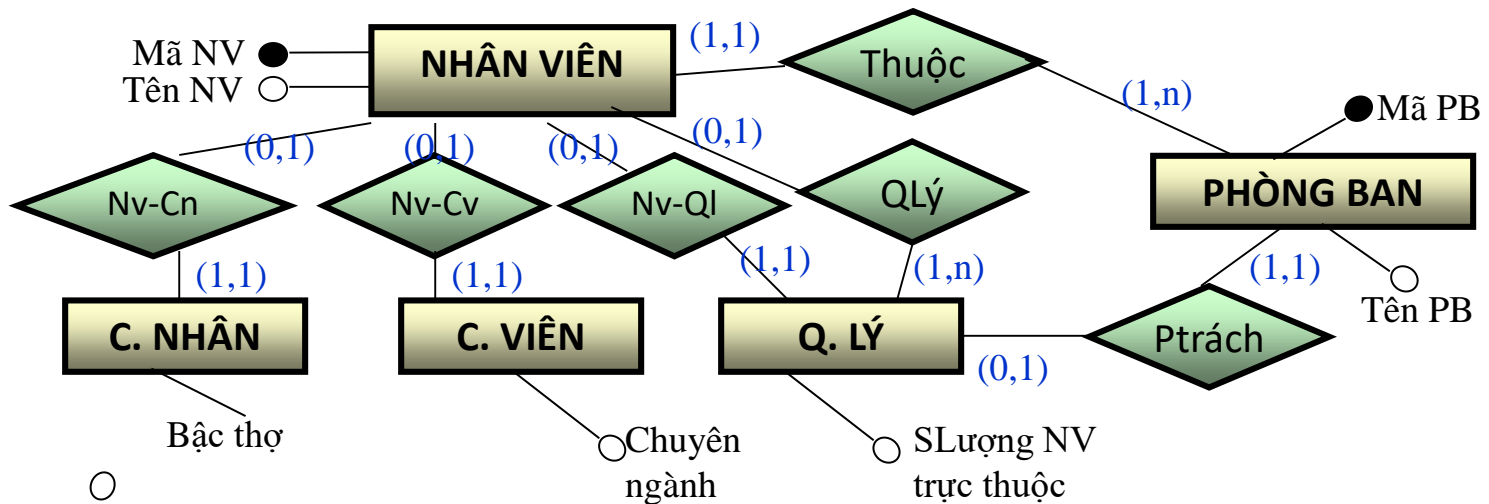 Mã NV
Tên NV
NHÂN VIÊN
(1,1)
Thuộc
(1,n)
Mã PB
(0,1)
(0,1)
(0,1)
(0,1)
Nv-Cn
Nv-Cv
Nv-Ql
QLý
PHÒNG BAN
(1,1)
(1,1)
(1,1)
(1,n)
(1,1)
Tên PB
C. NHÂN
C. VIÊN
Q. LÝ
(0,1)
Ptrách
Bậc thợ
Chuyên
ngành
SLượng NV
trực thuộc